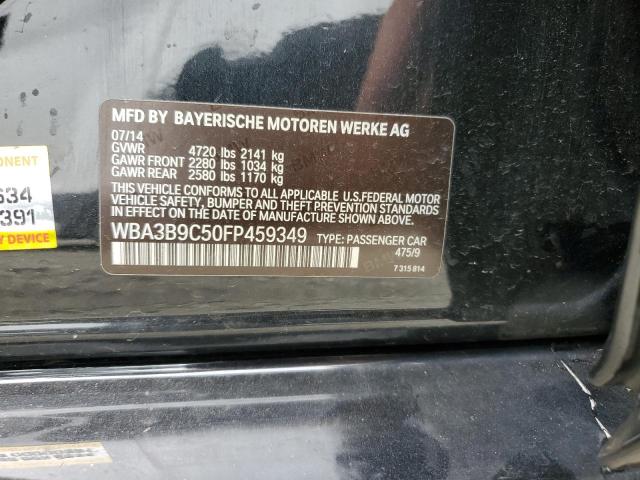 MFD BY BAYERISCHE MOTOREN WERKE AG
07/14
GVWR 4720 lbs 2141 kg
GAWR FRONT 2280 lbs 1034 kg
GAWR REAR 2580 lbs 1170 kg
THIS VEHICLE CONFORMS TO ALL APPLICABLE U.S.FEDERAL MOTOR
VEHICLE SAFETY, BUMPER AND THEFT PREVENTION STANDARDS
IN EFFECT ON THE DATE OF MANUFACTURE SHOWN ABOVE.
WBA3B9C50FP459349 TYPE: PASSENGER CAR
475/9
7 315 814
ONENT
634
391
Y DEVICE